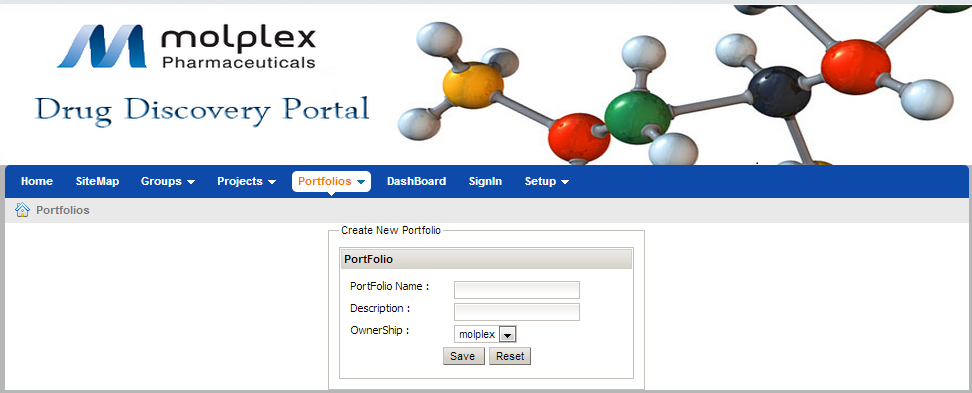 molplex
Pharmaceuticals
Drug Discovery Portal
Home SiteMap Groups Projects Portfolios DashBoard SignIn Setup
Portfolios
Create New Portfolio
PortFolio
PortFolio Name :
Description :
OwnerShip : molplex
Save Reset